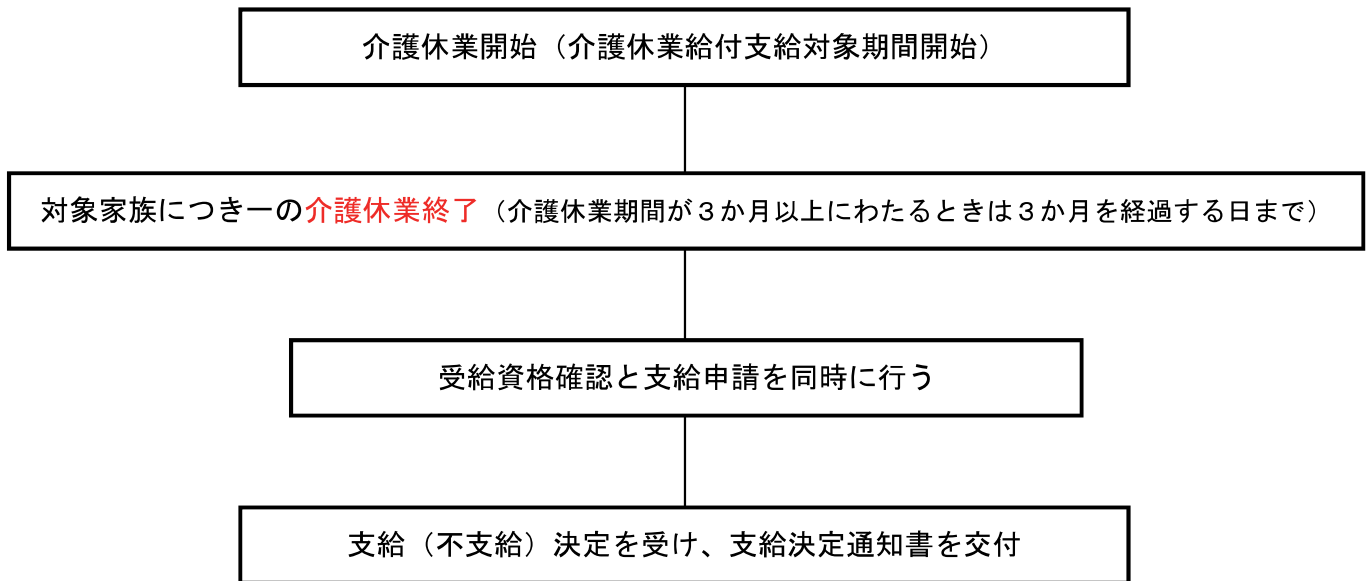 介護休業開始（介護休業給付支給対象期間開始）
対象家族につき一の介護休業終了（介護休業期間が３か月以上にわたるときは３か月を経過する日まで）
受給資格確認と支給申請を同時に行う
支給（不支給）決定を受け、支給決定通知書を交付